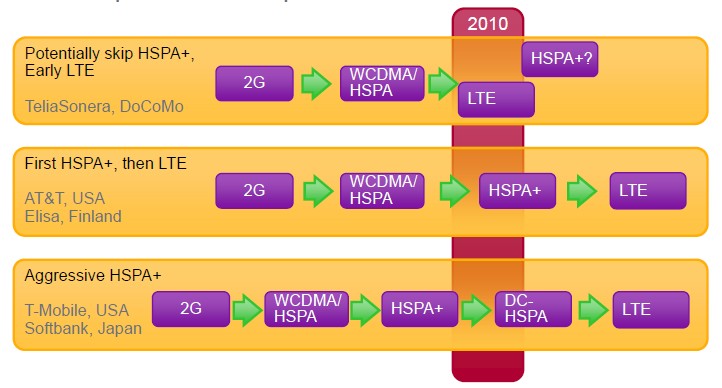 2010
Potentially skip HSPA+,
Early LTE
TeliaSonera, DoCoMo
2G
WCDMA/
HSPA
LTE
HSPA+?
First HSPA+, then LTE
AT&T, USA
Elisa, Finland
2G
WCDMA/
HSPA
HSPA+
LTE
Aggressive HSPA+
T-Mobile, USA
Softbank, Japan
2G
WCDMA/
HSPA
HSPA+
DC-
HSPA
LTE